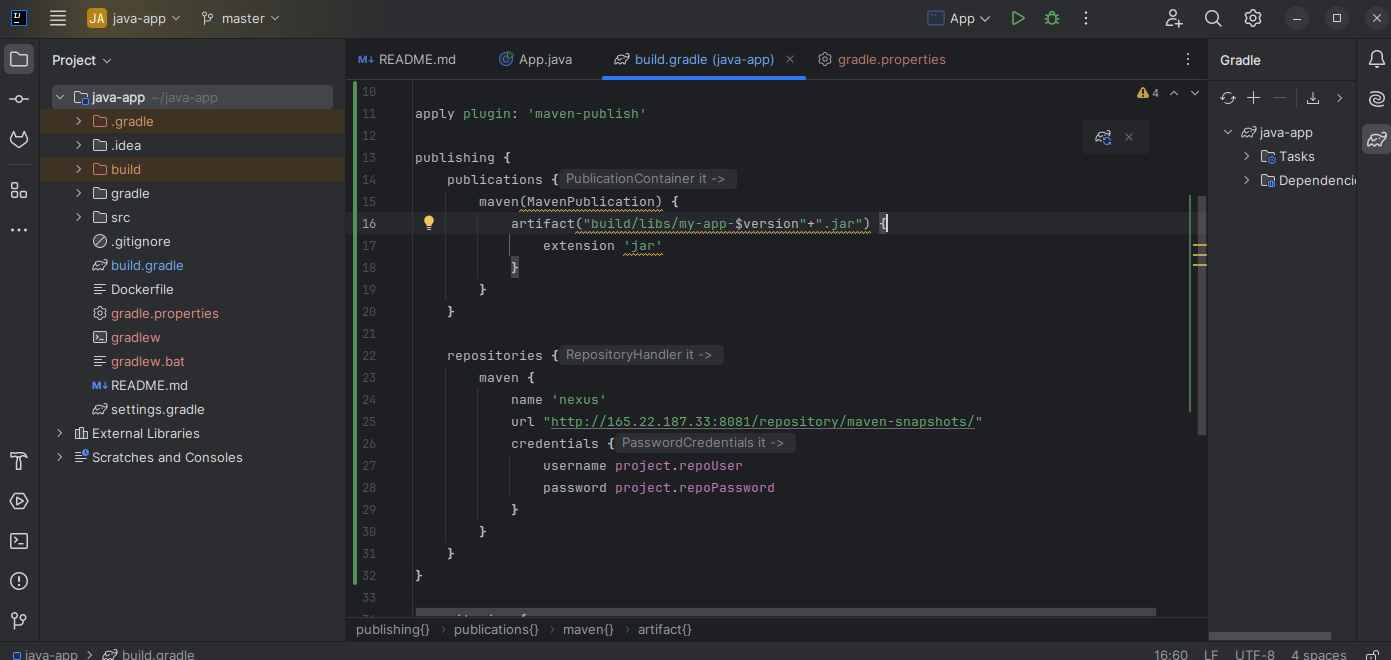 JA java-app master App
Project
README.md App.java build.gradle (java-app) gradle.properties
Gradle
java-app ~/java-app
.gradle
.idea
build
gradle
src
.gitignore
build.gradle
Dockerfile
gradle.properties
gradlew
gradlew.bat
README.md
settings.gradle
External Libraries
Scratches and Consoles
4
10
11 apply plugin: 'maven-publish'
12
13 publishing {
14 publications { PublicationContainer it ->
15 maven(MavenPublication) {
16 artifact("build/libs/my-app-$version"+".jar") {
17 extension 'jar'
18 }
19 }
20 }
21
22 repositories { RepositoryHandler it ->
23 maven {
24 name 'nexus'
25 url "http://165.22.187.33:8081/repository/maven-snapshots/"
26 credentials { PasswordCredentials it ->
27 username project.repoUser
28 password project.repoPassword
29 }
30 }
31 }
32 }
33
java-app
Tasks
Dependenci
publishing{} › publications{} › maven{} › artifact{}
java-app > build.gradle
16:60 LF UTF-8 4 spaces